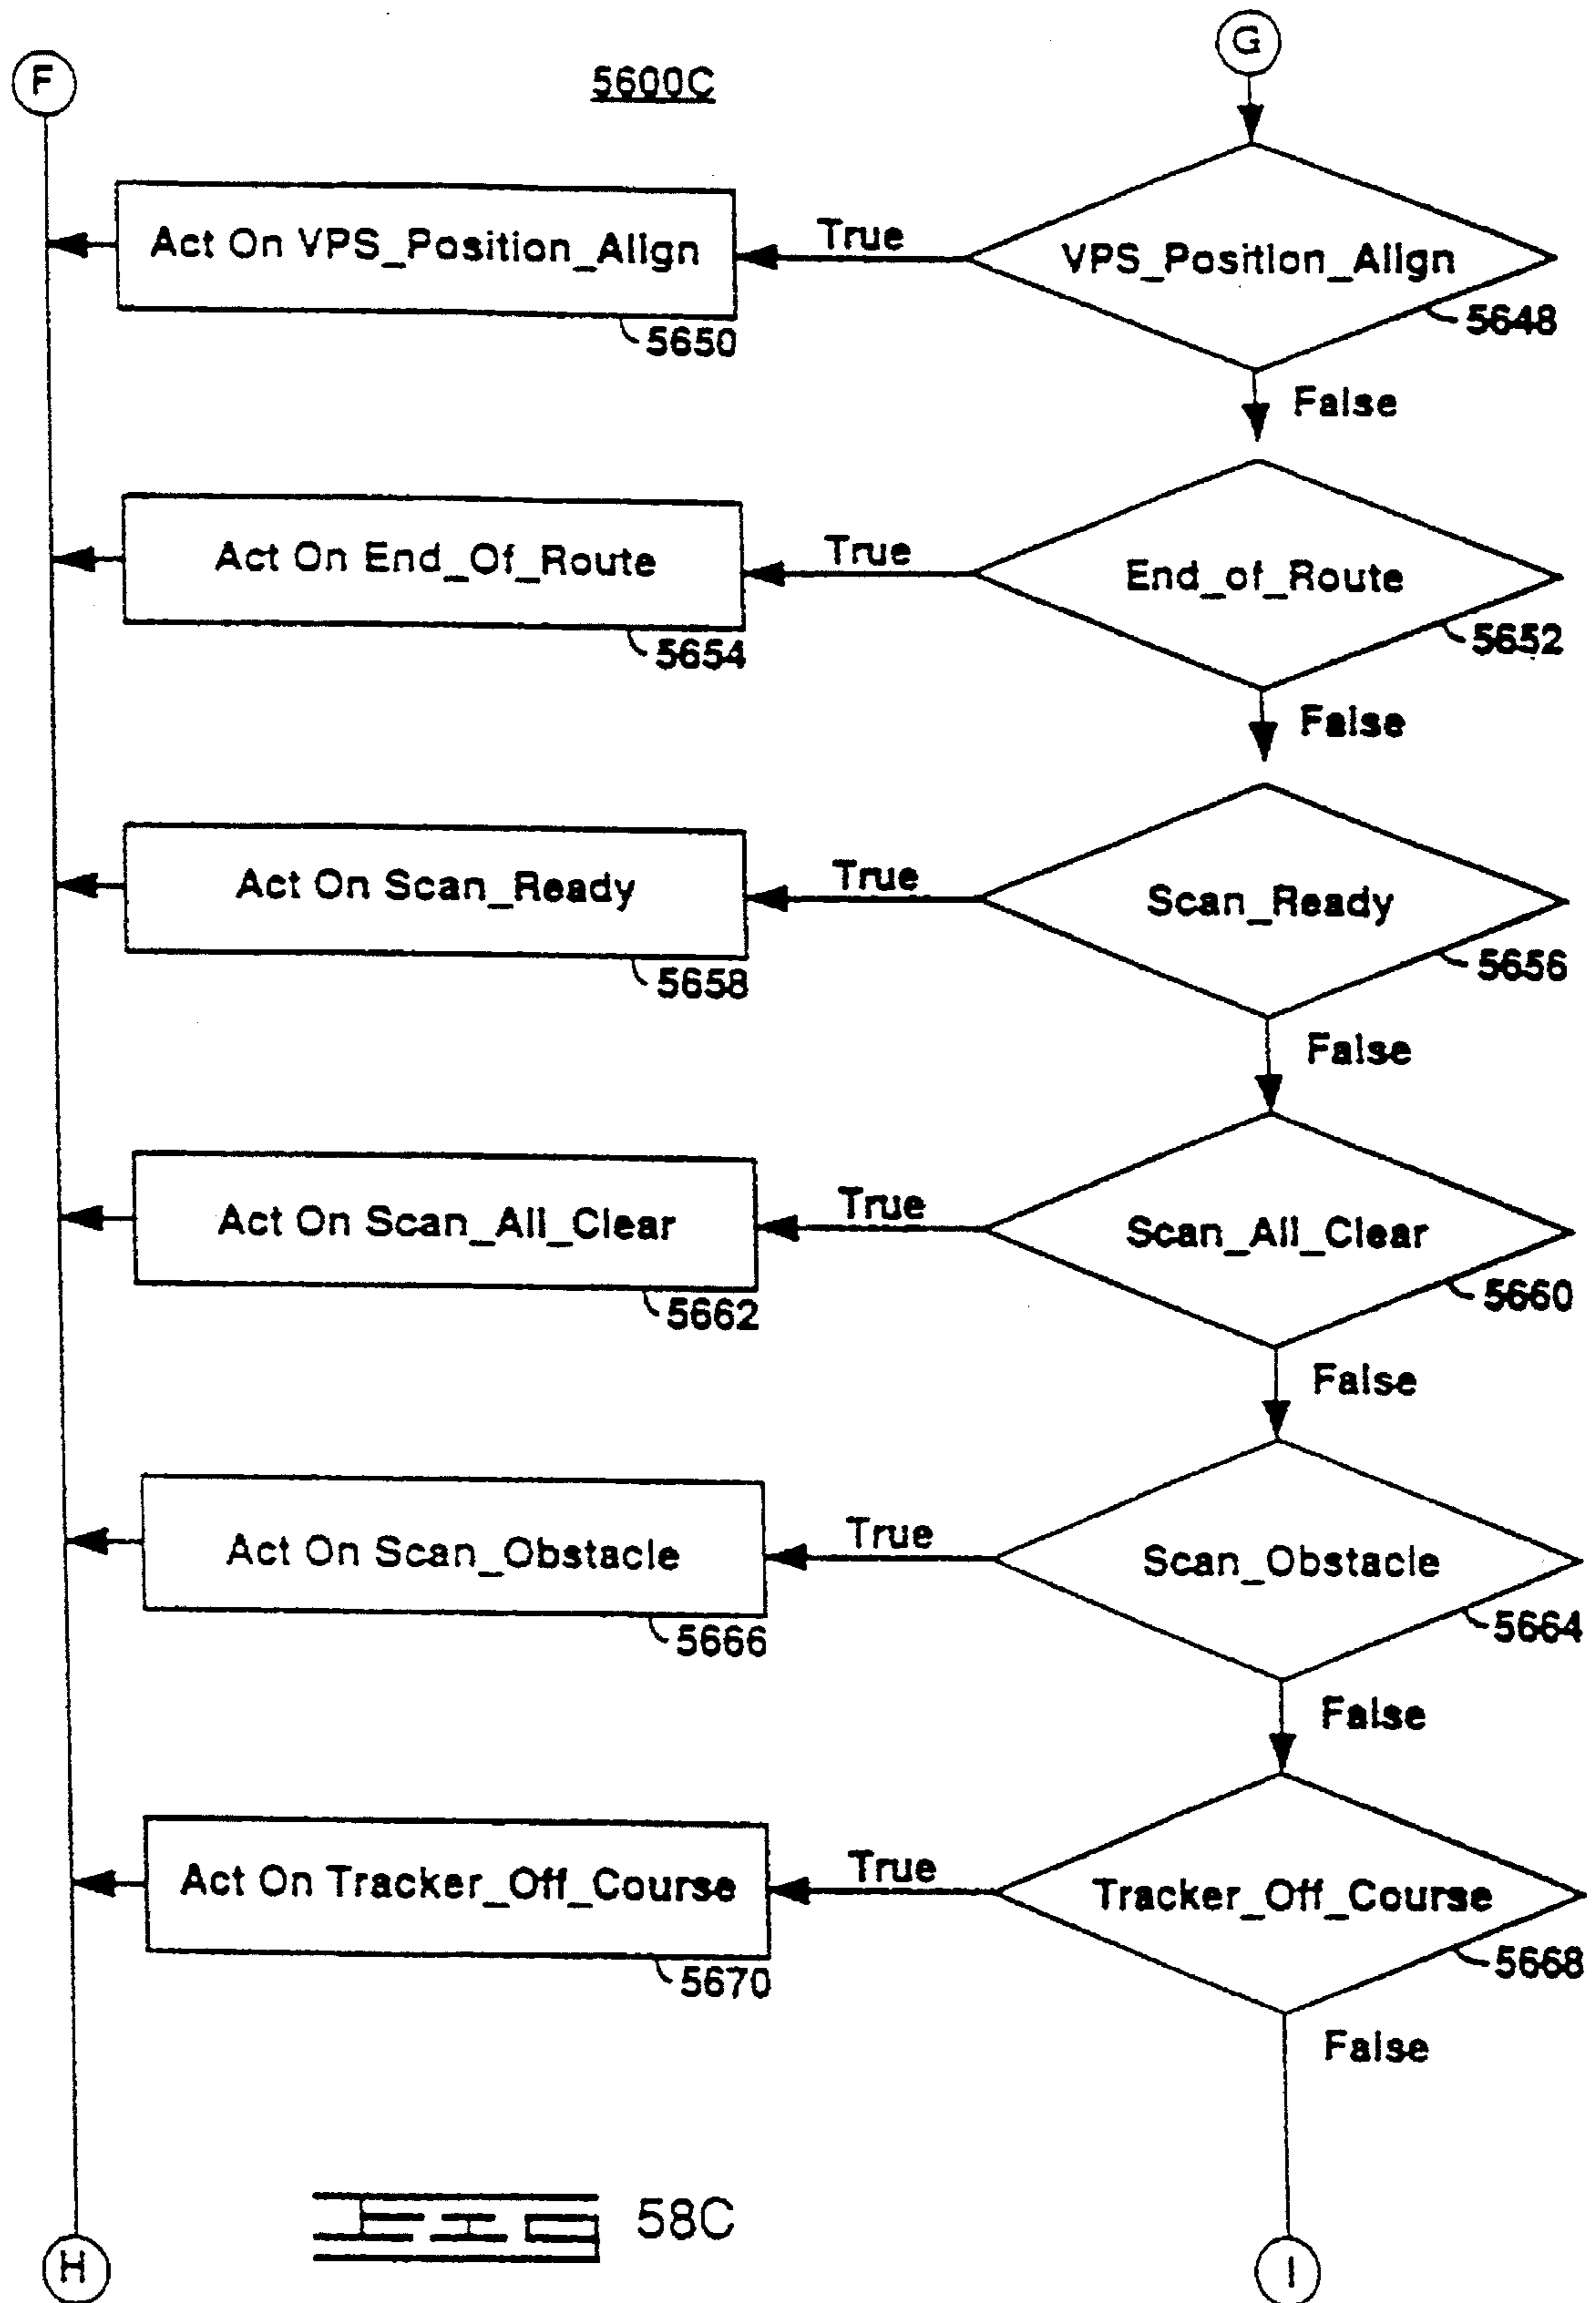 F
5600C
G
Act On VPS_Position_Align
True
VPS_Position_Align
5650
5648
False
Act On End_Of_Route
True
End_of_Route
5654
5652
False
Act On Scan_Ready
True
Scan_Ready
5658
5656
False
Act On Scan_All_Clear
True
Scan_All_Clear
5662
5660
False
Act On Scan_Obstacle
True
Scan_Obstacle
5666
5664
False
Act On Tracker_Off_Course
True
Tracker_Off_Course
5670
5668
False
58C
H
I